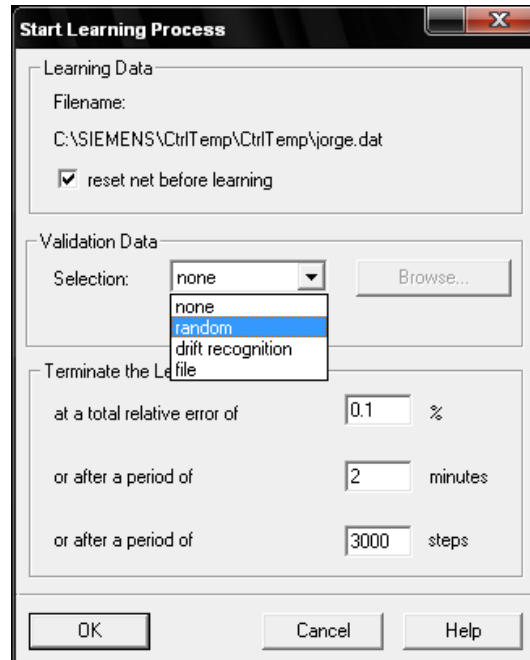 Start Learning Process
Learning Data
Filename:
C:\SIEMENS\CtrlTemp\CtrlTemp\jorge.dat
reset net before learning
Validation Data
Selection: none Browse...
none
random
drift recognition
file
Terminate the Le
at a total relative error of 0.1 %
or after a period of 2 minutes
or after a period of 3000 steps
OK Cancel Help